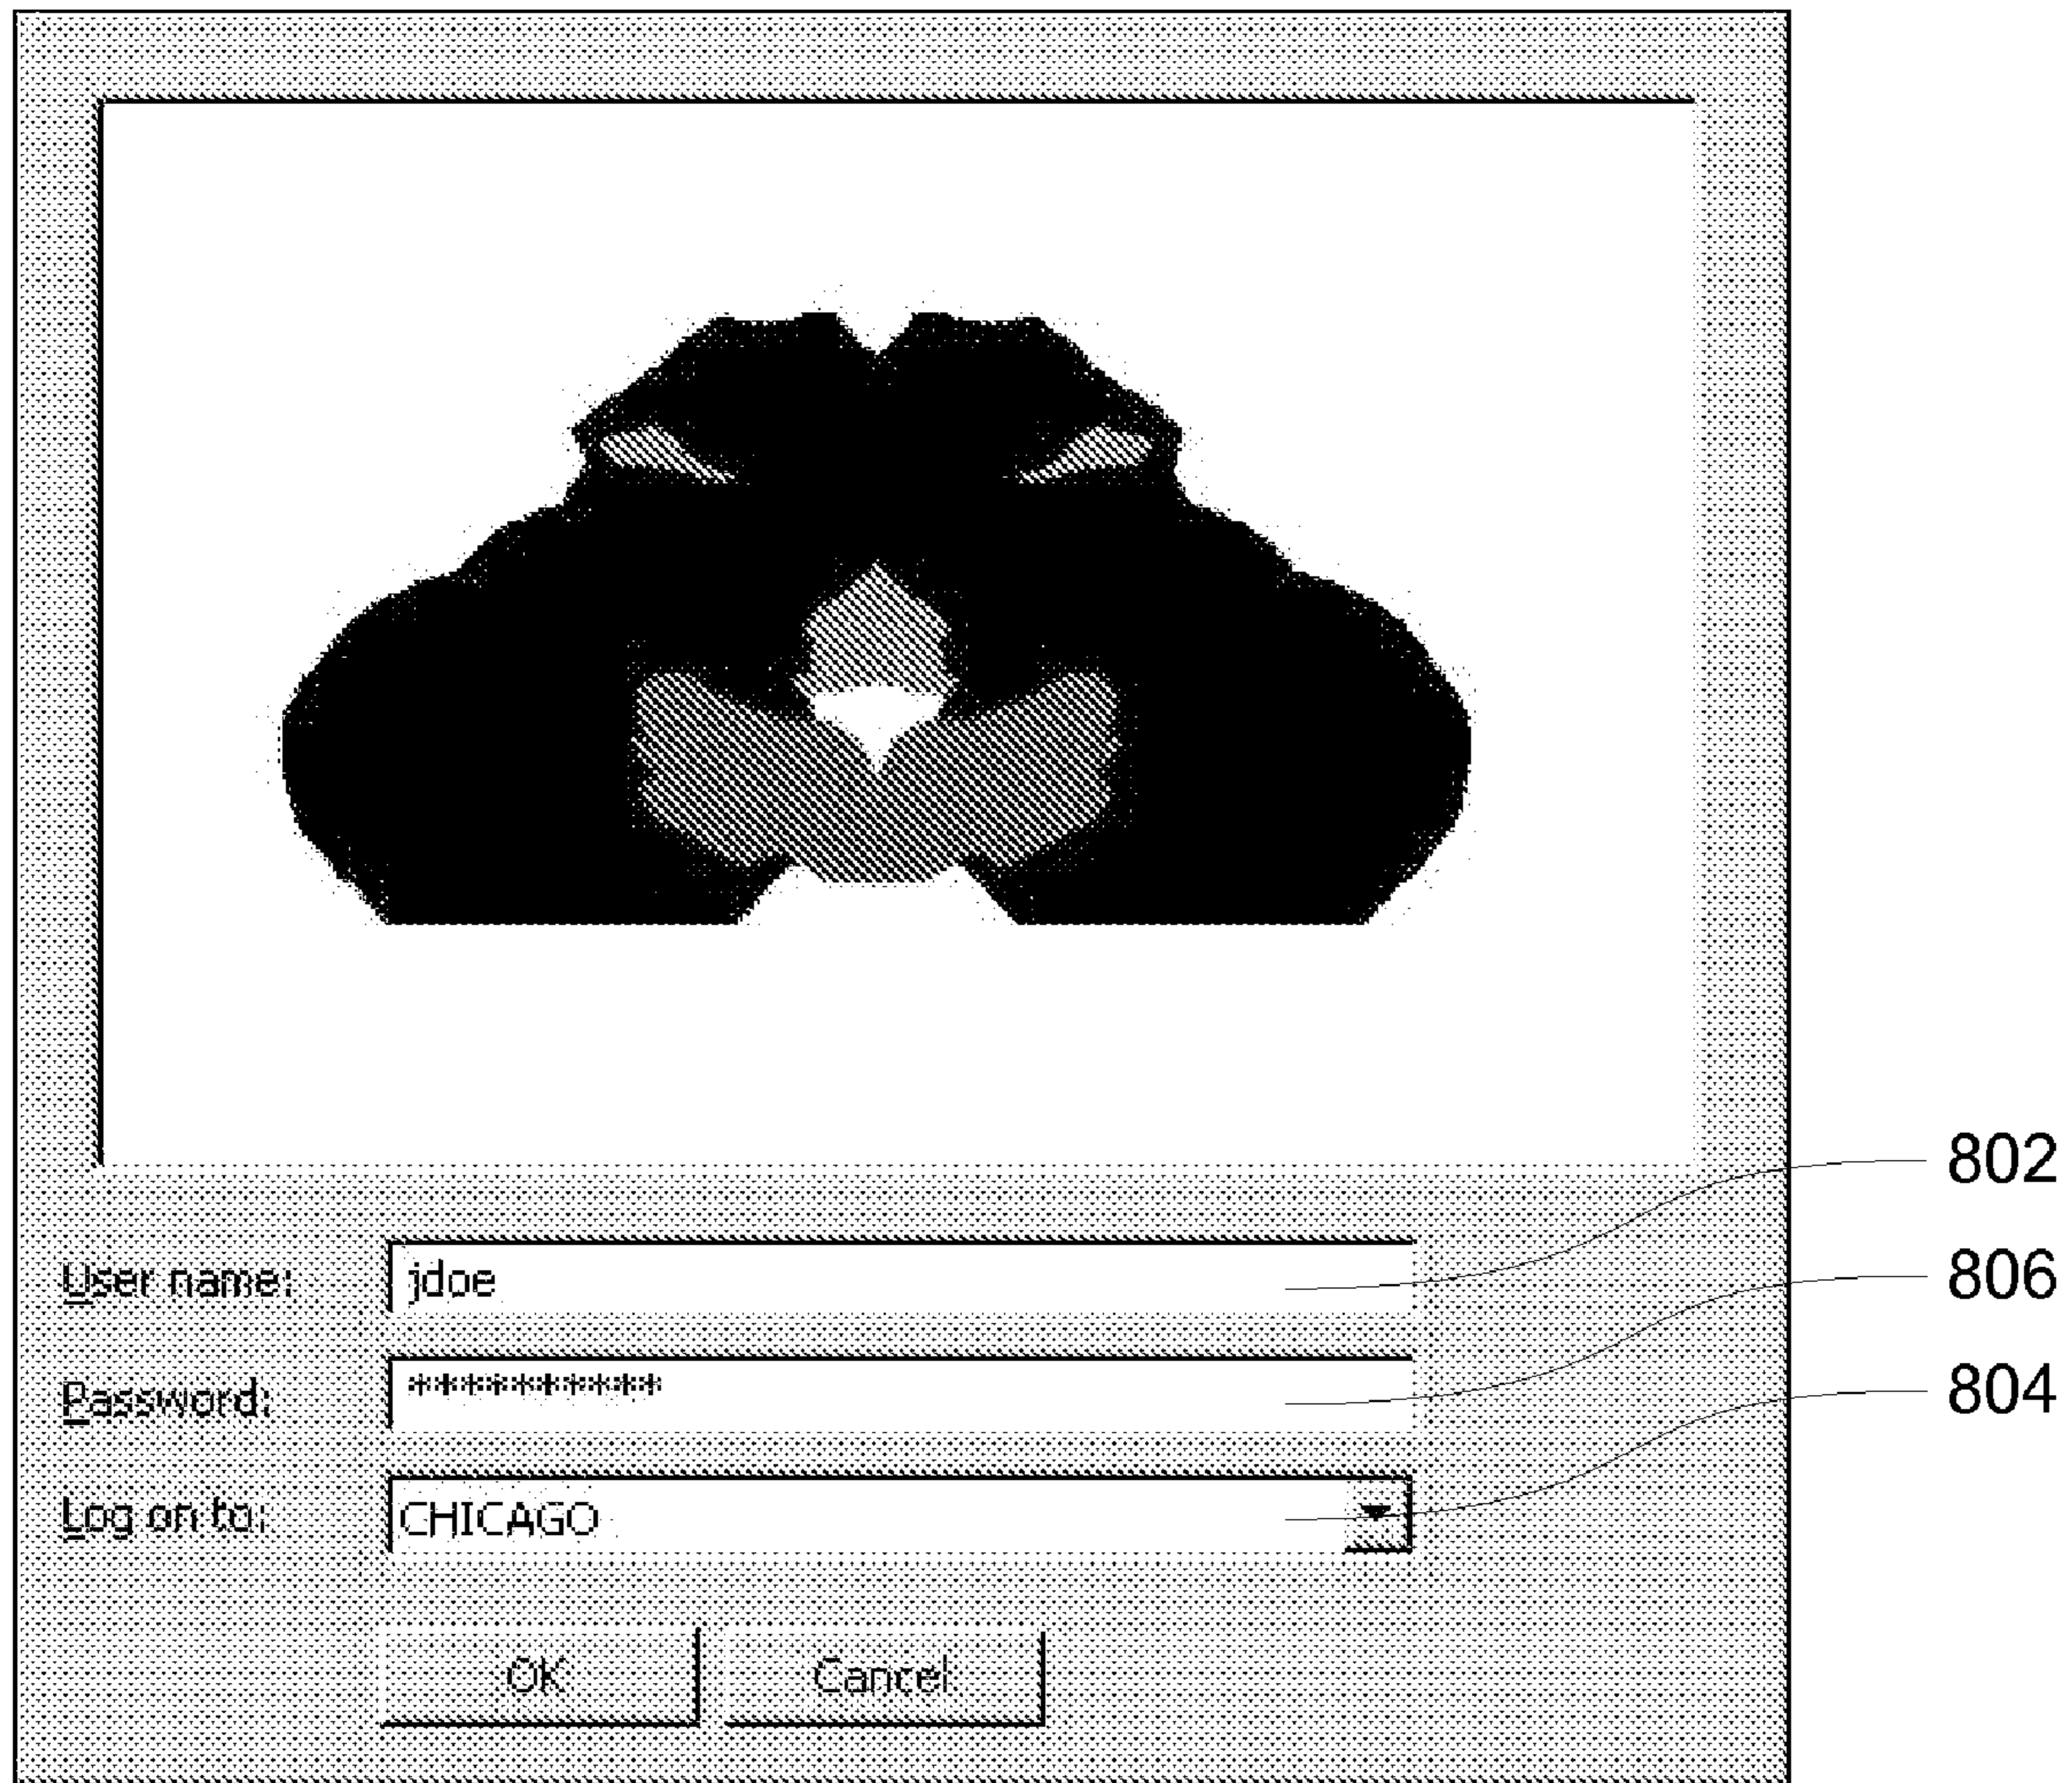 802
User name: jdoe
806
Password: **********
804
Log on to: CHICAGO
OK Cancel